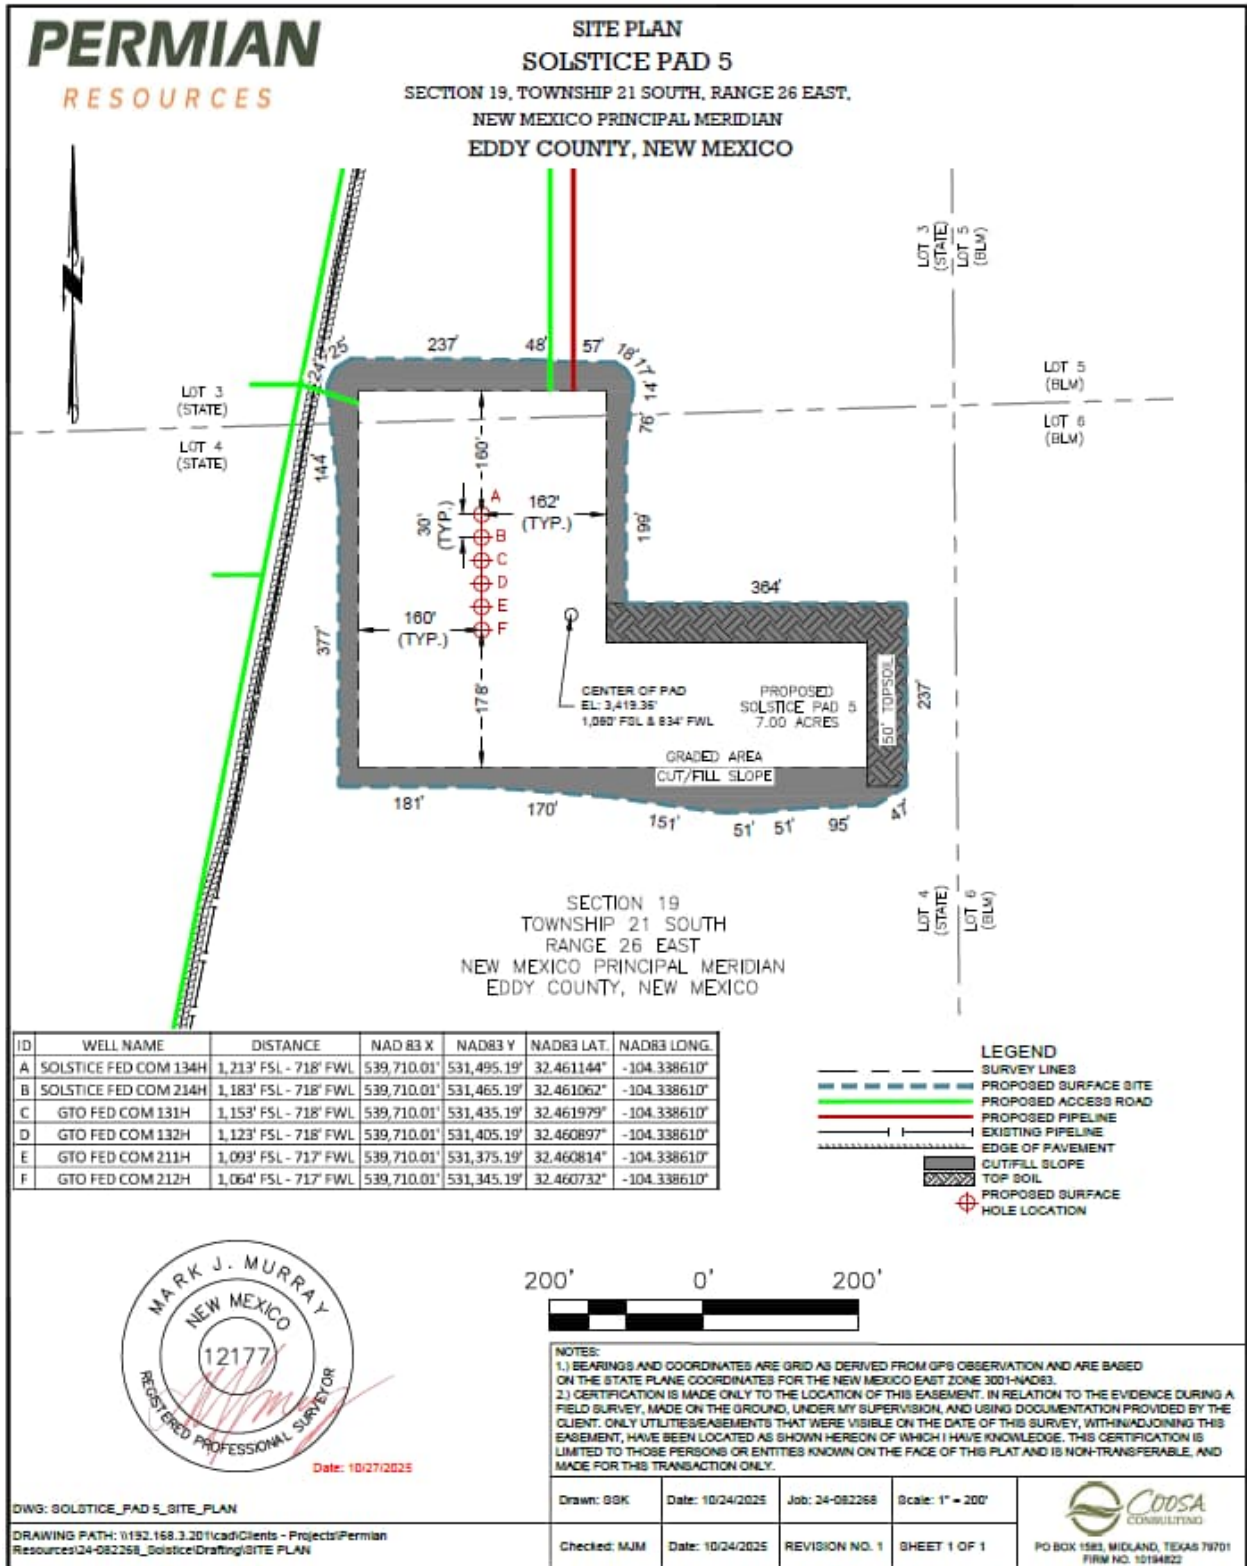 PERMIAN
RESOURCES
SITE PLAN
SOLSTICE PAD 5
SECTION 19, TOWNSHIP 21 SOUTH, RANGE 26 EAST,
NEW MEXICO PRINCIPAL MERIDIAN
EDDY COUNTY, NEW MEXICO
N
LOT 3
(STATE)
LOT 5
(BLM)
24'
25'
237'
48'
57'
18'
17'
14'
76'
LOT 3
(STATE)
LOT 4
(STATE)
LOT 5
(BLM)
LOT 6
(BLM)
144'
160'
A
30'
(TYP.)
162'
(TYP.)
B
C
D
E
F
199'
364'
160'
(TYP.)
377'
178'
CENTER OF PAD
EL: 3,419.36'
1,080' FSL & 834' FWL
PROPOSED
SOLSTICE PAD 5
7.00 ACRES
50' TOPSOIL
237'
GRADED AREA
CUT/FILL SLOPE
181'
170'
151'
51'
51'
95'
47'
LOT 4
(STATE)
LOT 6
(BLM)
SECTION 19
TOWNSHIP 21 SOUTH
RANGE 26 EAST
NEW MEXICO PRINCIPAL MERIDIAN
EDDY COUNTY, NEW MEXICO
ID WELL NAME DISTANCE NAD 83 X NAD83 Y NAD83 LAT. NAD83 LONG.
A SOLSTICE FED COM 134H 1,213' FSL - 718' FWL 539,710.01' 531,495.19' 32.461144° -104.338610°
B SOLSTICE FED COM 214H 1,183' FSL - 718' FWL 539,710.01' 531,465.19' 32.461062° -104.338610°
C GTO FED COM 131H 1,153' FSL - 718' FWL 539,710.01' 531,435.19' 32.461979° -104.338610°
D GTO FED COM 132H 1,123' FSL - 718' FWL 539,710.01' 531,405.19' 32.460897° -104.338610°
E GTO FED COM 211H 1,093' FSL - 717' FWL 539,710.01' 531,375.19' 32.460814° -104.338610°
F GTO FED COM 212H 1,064' FSL - 717' FWL 539,710.01' 531,345.19' 32.460732° -104.338610°
LEGEND
SURVEY LINES
PROPOSED SURFACE SITE
PROPOSED ACCESS ROAD
PROPOSED PIPELINE
EXISTING PIPELINE
EDGE OF PAVEMENT
CUT/FILL SLOPE
TOP SOIL
PROPOSED SURFACE
HOLE LOCATION
MARK J. MURRAY
NEW MEXICO
12177
REGISTERED PROFESSIONAL SURVEYOR
Date: 10/27/2025
200' 0' 200'
NOTES:
1.) BEARINGS AND COORDINATES ARE GRID AS DERIVED FROM GPS OBSERVATION AND ARE BASED
ON THE STATE PLANE COORDINATES FOR THE NEW MEXICO EAST ZONE 3001-NAD83.
2.) CERTIFICATION IS MADE ONLY TO THE LOCATION OF THIS EASEMENT. IN RELATION TO THE EVIDENCE DURING A
FIELD SURVEY, MADE ON THE GROUND, UNDER MY SUPERVISION, AND USING DOCUMENTATION PROVIDED BY THE
CLIENT. ONLY UTILITIES/EASEMENTS THAT WERE VISIBLE ON THE DATE OF THIS SURVEY, WITHIN/ADJOINING THIS
EASEMENT, HAVE BEEN LOCATED AS SHOWN HEREON OF WHICH I HAVE KNOWLEDGE. THIS CERTIFICATION IS
LIMITED TO THOSE PERSONS OR ENTITIES KNOWN ON THE FACE OF THIS PLAT AND IS NON-TRANSFERABLE, AND
MADE FOR THIS TRANSACTION ONLY.
DWG: SOLSTICE_PAD 5_SITE_PLAN
DRAWING PATH: \\192.168.3.201\cad\Clients - Projects\Permian
Resources\24-082268_Solstice\Drafting\SITE PLAN
Drawn: SSK Date: 10/24/2025 Job: 24-082268 Scale: 1" = 200'
Checked: MJM Date: 10/24/2025 REVISION NO. 1 SHEET 1 OF 1
COOSA
CONSULTING
PO BOX 1583, MIDLAND, TEXAS 79701
FIRM NO. 10194822